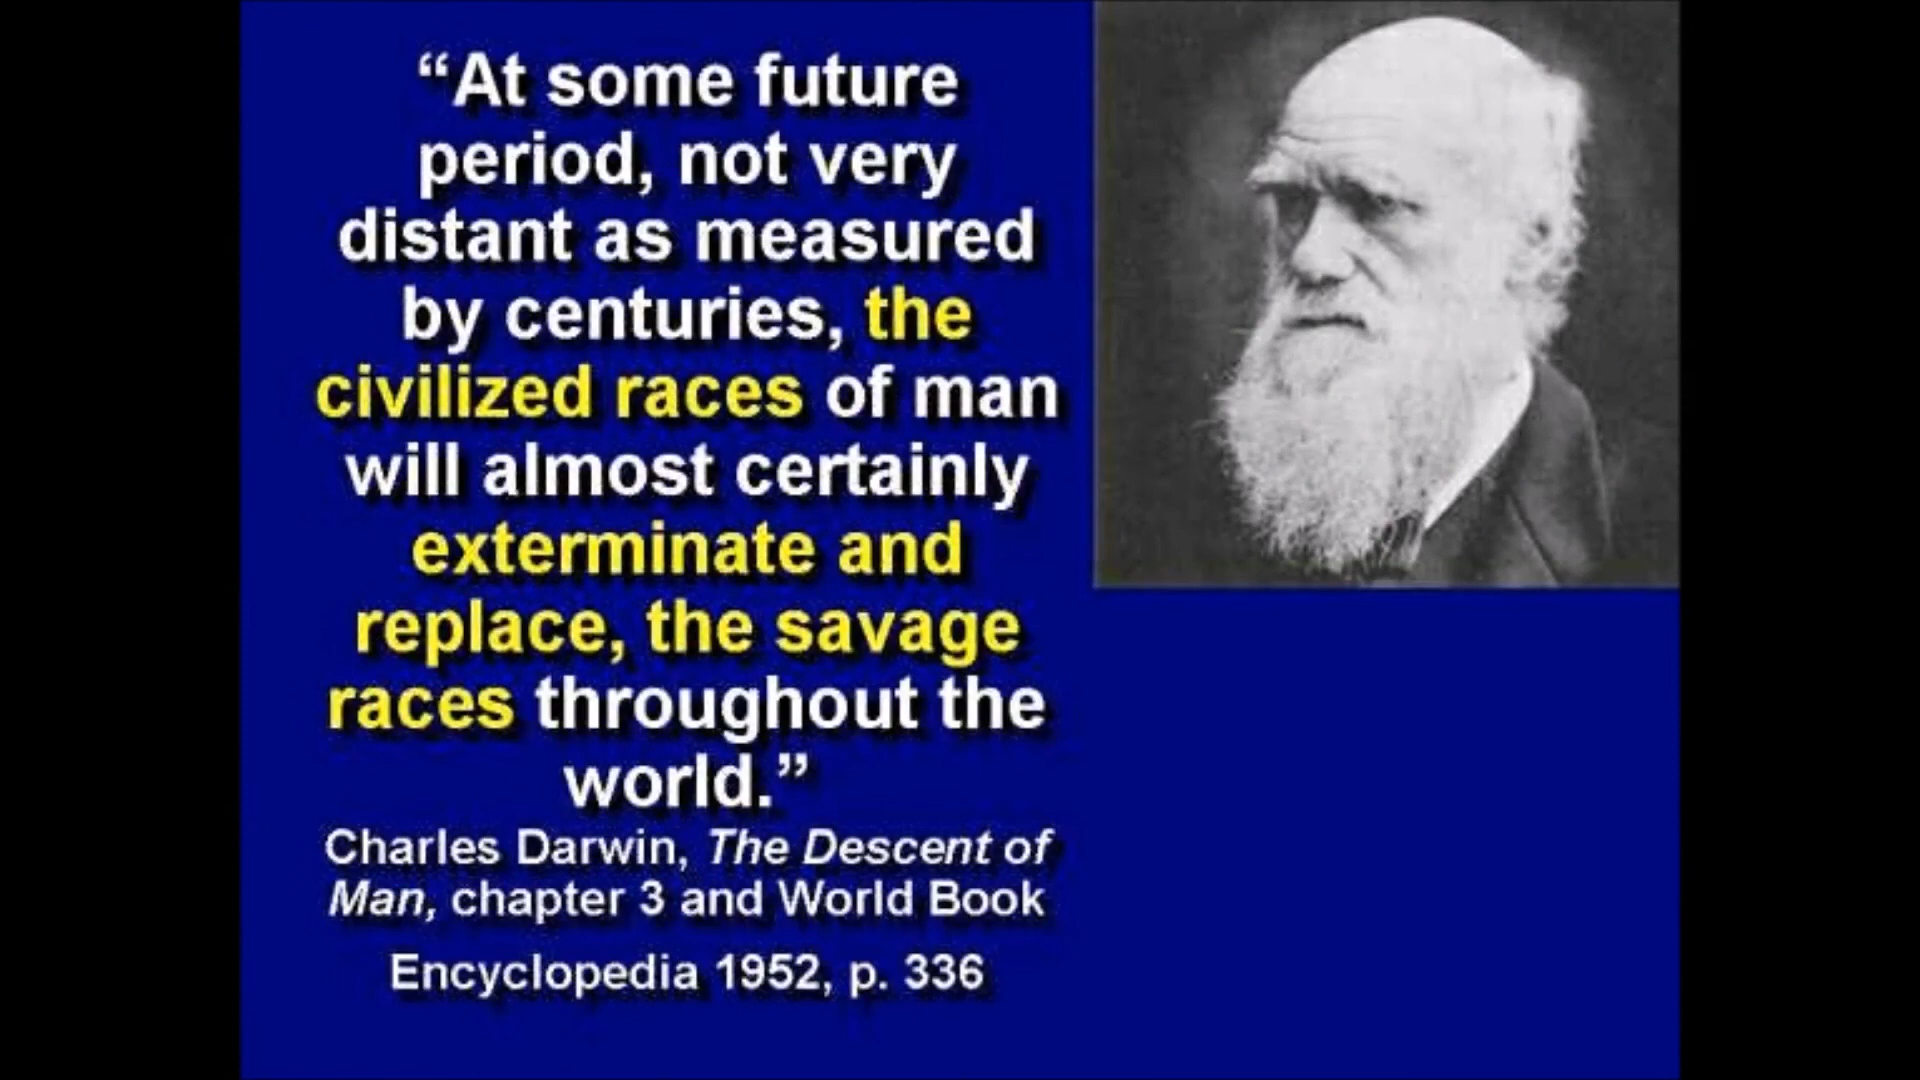 “At some future
period, not very
distant as measured
by centuries, the
civilized races of man
will almost certainly
exterminate and
replace, the savage
races throughout the
world.”
Charles Darwin, The Descent of
Man, chapter 3 and World Book
Encyclopedia 1952, p. 336